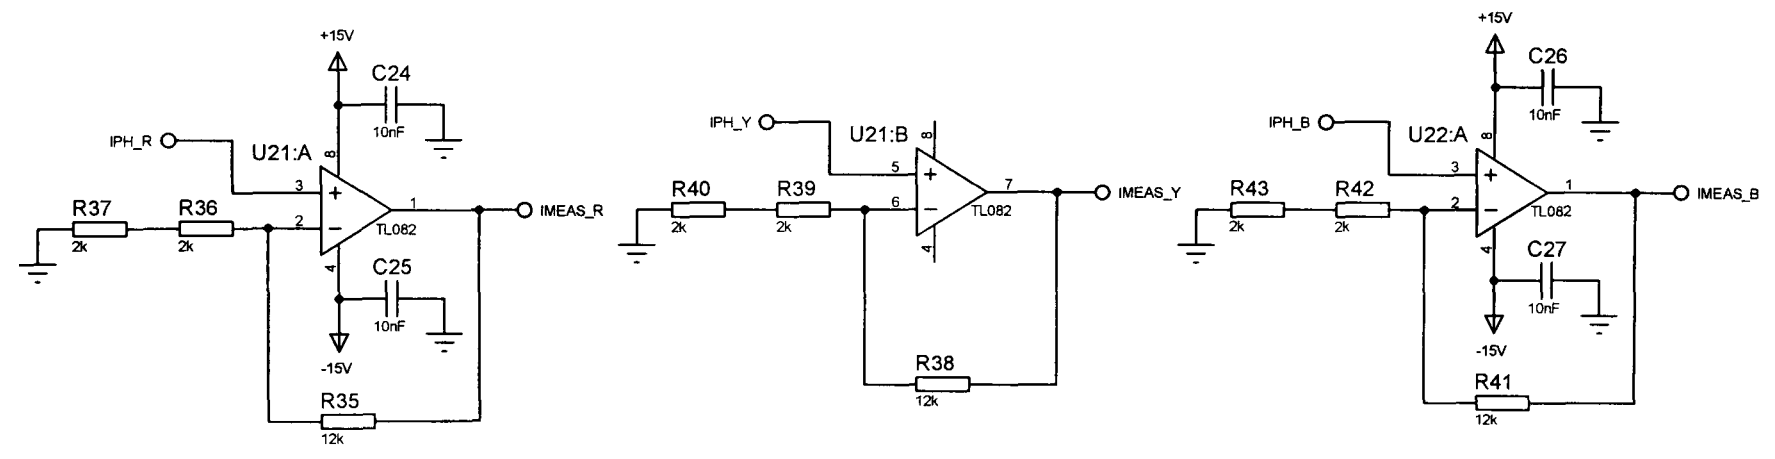 +15V
C24
10nF
IPH_R
U21:A
8
3
+
2
-
1
4
TL082
IMEAS_R
R37
2k
R36
2k
C25
10nF
-15V
R35
12k
IPH_Y
U21:B
8
5
+
6
-
7
4
TL082
IMEAS_Y
R40
2k
R39
2k
R38
12k
+15V
C26
10nF
IPH_B
U22:A
8
3
+
2
-
1
4
TL082
IMEAS_B
R43
2k
R42
2k
C27
10nF
-15V
R41
12k